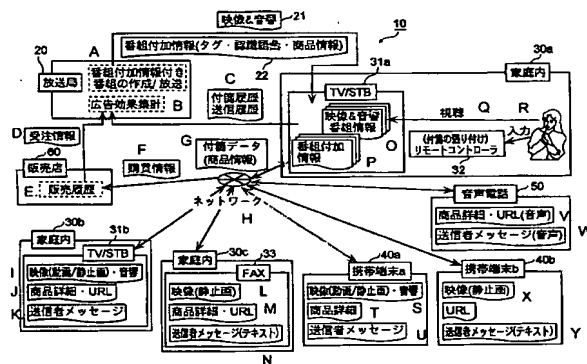 映像&音響 21
10
番組付加情報(タグ・認識語各・商品情報)
22
20
放送局
A
番組付加情報付き
番組の作成/放送
広告効果集計
B
C
付箋履歴
送信履歴
31a
TV/STB
映像&音響
番組情報
番組付加
情報
P
O
30a
家庭内
視聴
Q
R
入力
(付箋の張り付け)
リモートコントローラ
32
D
受注情報
60
販売店
E
販売履歴
F
購買情報
G
付箋データ
(商品情報)
ネットワーク
H
50
音声電話
商品詳細・URL(音声)
V
送信者メッセージ(音声)
W
30b
家庭内
31b
TV/STB
I
映像(動画/静止画)・音響
J
商品詳細・URL
K
送信者メッセージ
30c
家庭内
33
FAX
映像(静止画)
L
商品詳細・URL
M
送信者メッセージ(テキスト)
N
40a
携帯端末a
映像(動画/静止画)・音響
S
商品詳細
T
送信者メッセージ
U
40b
携帯端末b
映像(静止画)
X
URL
送信者メッセージ(テキスト)
Y